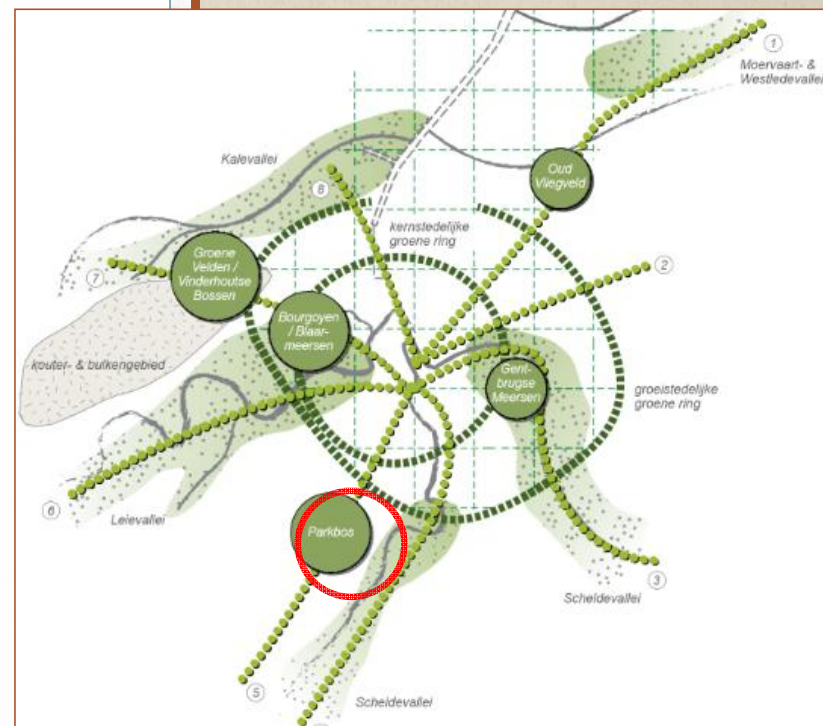 1
Moervaart- &
Westledevallei
Kalevallei
Oud
Vliegveld
8
kernstedelijke
groene ring
Groene
Velden /
Vinderhoutse
Bossen
7
2
Bourgoyen
/ Blaar-
meersen
kouter- & bulkengebied
Gent-
brugse
Meersen
groeistedelijke
groene ring
6
Leievallei
Parkbos
3
Scheldevallei
5
Scheldevallei